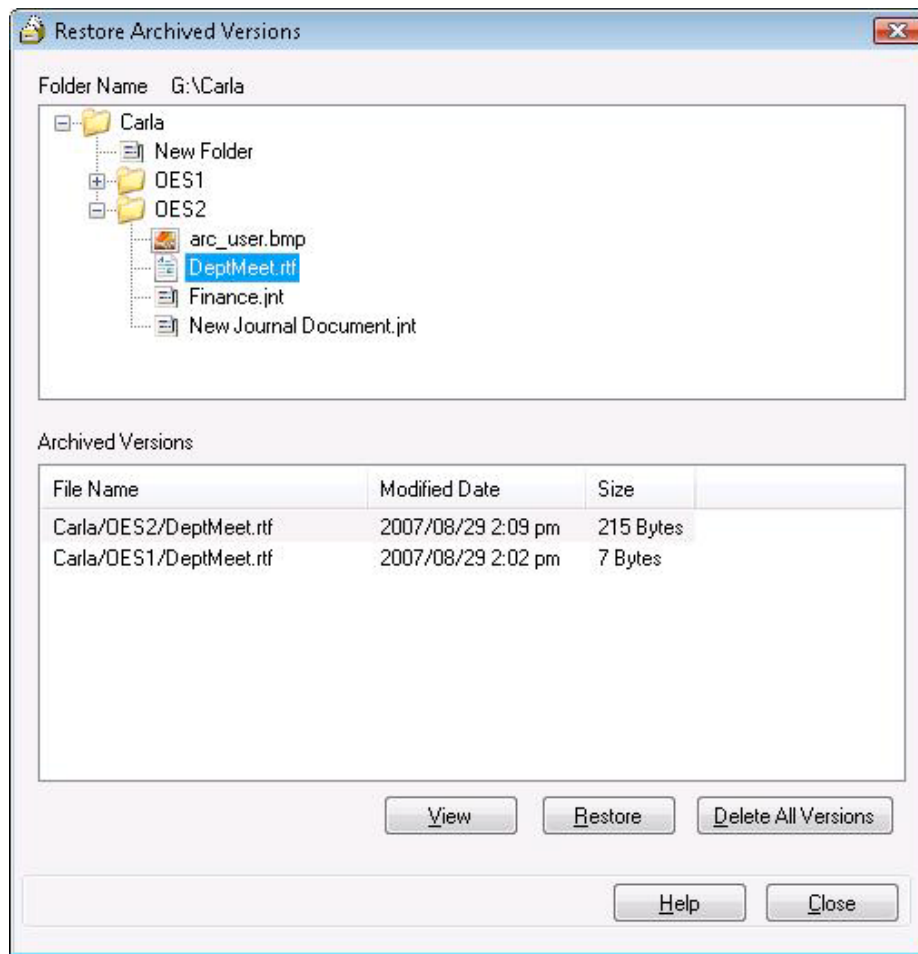 Restore Archived Versions
Folder Name G:\Carla
Carla
New Folder
OES1
OES2
arc_user.bmp
DeptMeet.rtf
Finance.jnt
New Journal Document.jnt
Archived Versions
File Name Modified Date Size
Carla/OES2/DeptMeet.rtf 2007/08/29 2:09 pm 215 Bytes
Carla/OES1/DeptMeet.rtf 2007/08/29 2:02 pm 7 Bytes
View Restore Delete All Versions
Help Close